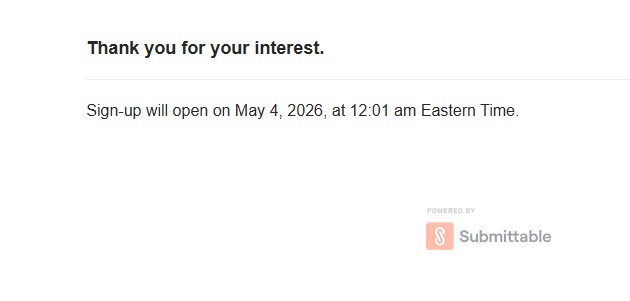 Thank you for your interest.
Sign-up will open on May 4, 2026, at 12:01 am Eastern Time.
POWERED BY
Submittable